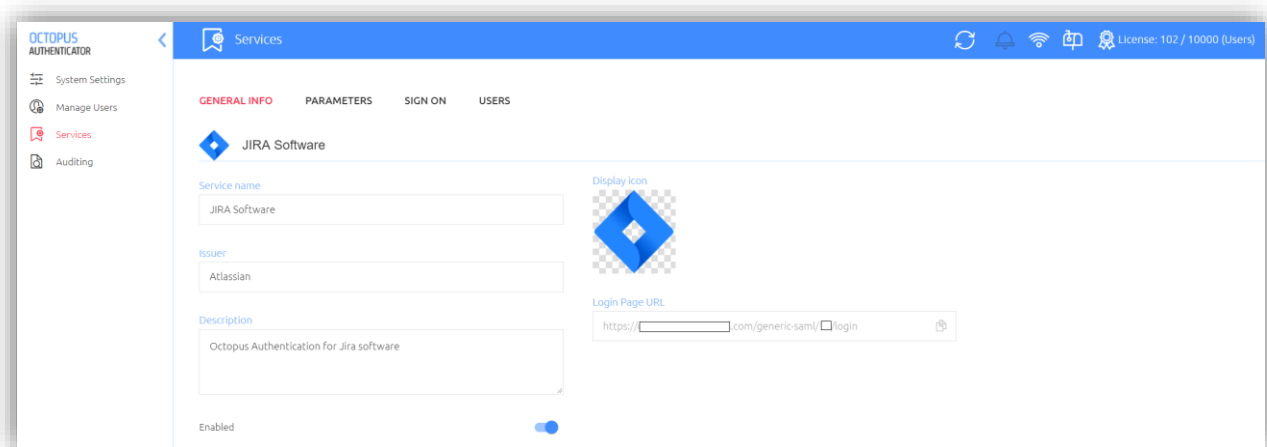 OCTOPUS
AUTHENTICATOR
Services
License: 102 / 10000 (Users)
System Settings
Manage Users
Services
Auditing
GENERAL INFO PARAMETERS SIGN ON USERS
JIRA Software
Service name
JIRA Software
Issuer
Atlassian
Description
Octopus Authentication for Jira software
Enabled
Display icon
Login Page URL
https:// .com/generic-saml/ /login